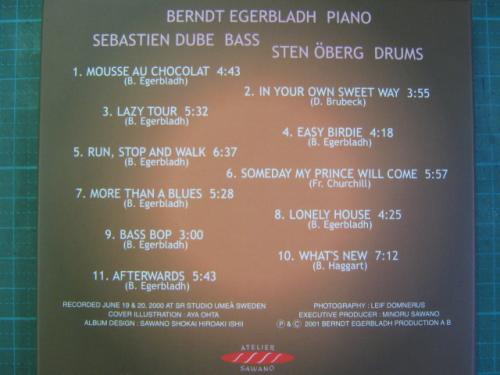 BERNDT EGERBLADH PIANO
SEBASTIEN DUBE BASS
STEN ÖBERG DRUMS
1. MOUSSE AU CHOCOLAT 4:43
(B. Egerbladh)
2. IN YOUR OWN SWEET WAY 3:55
(D. Brubeck)
3. LAZY TOUR 5:32
(B. Egerbladh)
4. EASY BIRDIE 4:18
(B. Egerbladh)
5. RUN, STOP AND WALK 6:37
(B. Egerbladh)
6. SOMEDAY MY PRINCE WILL COME 5:57
(Fr. Churchill)
7. MORE THAN A BLUES 5:28
(B. Egerbladh)
8. LONELY HOUSE 4:25
(B. Egerbladh)
9. BASS BOP 3:00
(B. Egerbladh)
10. WHAT'S NEW 7:12
(B. Haggart)
11. AFTERWARDS 5:43
(B. Egerbladh)
RECORDED JUNE 19 & 20, 2000 AT SR STUDIO UMEÅ SWEDEN
COVER ILLUSTRATION : AYA OHTA
ALBUM DESIGN : SAWANO SHOKAI HIROAKI ISHII
PHOTOGRAPHY : LEIF DOMNERUS
EXECUTIVE PRODUCER : MINORU SAWANO
Ⓟ & © 2001 BERNDT EGERBLADH PRODUCTION A B
ATELIER
SAWANO